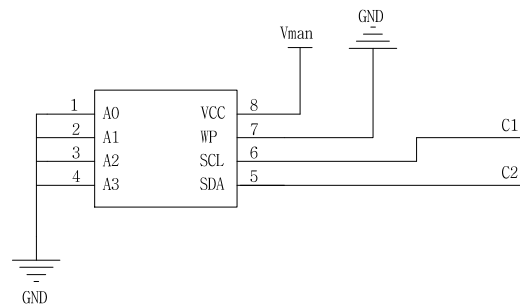 GND
Vman
1 A0 VCC 8
2 A1 WP 7
C1
3 A2 SCL 6
4 A3 SDA 5
C2
GND